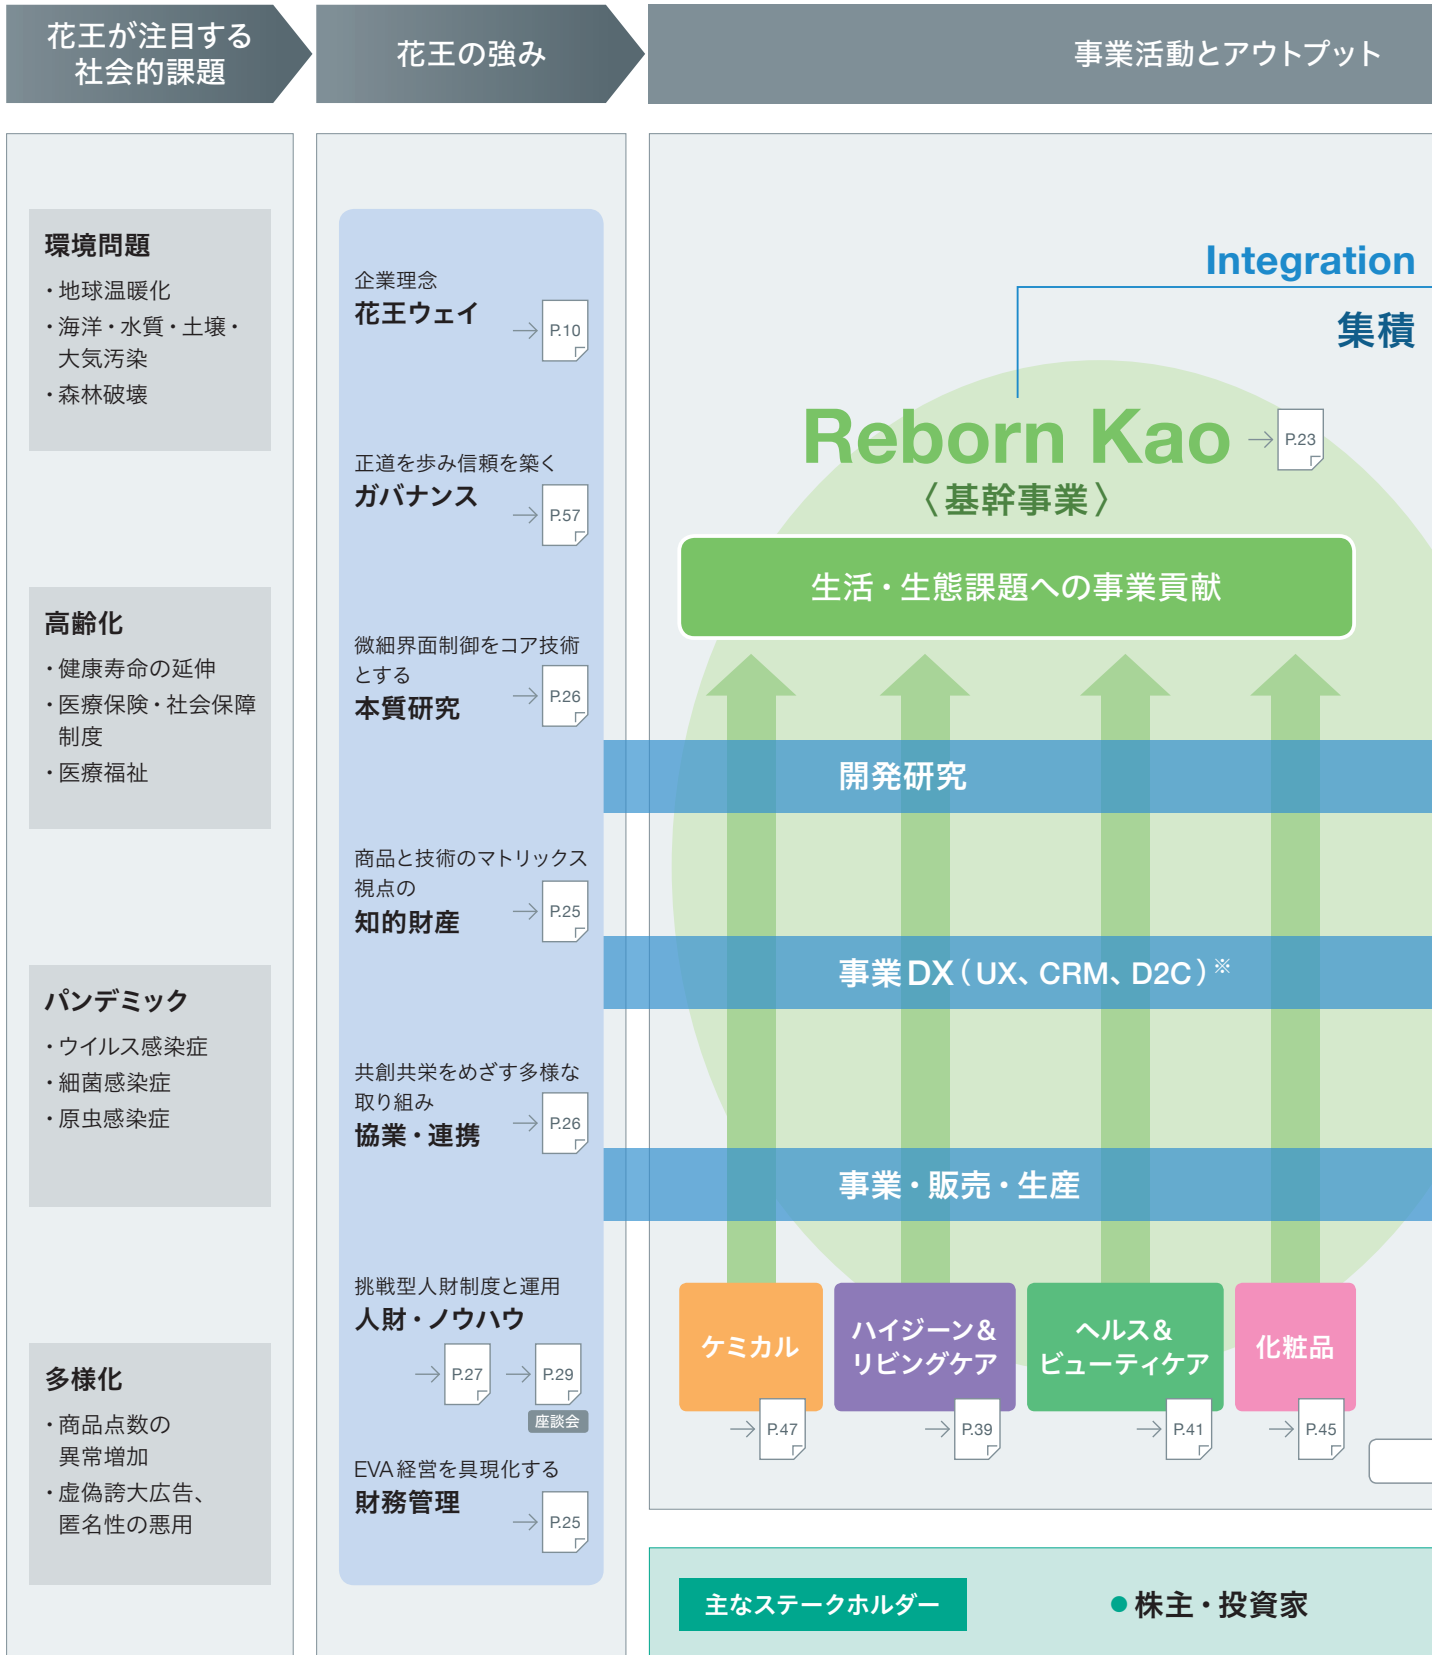 花王が注目する
社会的課題
花王の強み
事業活動とアウトプット
環境問題
・地球温暖化
・海洋・水質・土壌・
大気汚染
・森林破壊
高齢化
・健康寿命の延伸
・医療保険・社会保障
制度
・医療福祉
パンデミック
・ウイルス感染症
・細菌感染症
・原虫感染症
多様化
・商品点数の
異常増加
・虚偽誇大広告、
匿名性の悪用
企業理念
花王ウェイ
→ P.10
正道を歩み信頼を築く
ガバナンス
→ P.57
微細界面制御をコア技術
とする
本質研究
→ P.26
商品と技術のマトリックス
視点の
知的財産
→ P.25
共創共栄をめざす多様な
取り組み
協業・連携
→ P.26
挑戦型人財制度と運用
人財・ノウハウ
→ P.27 → P.29
座談会
EVA経営を具現化する
財務管理
→ P.25
Integration
集積
Reborn Kao → P.23
〈基幹事業〉
生活・生態課題への事業貢献
開発研究
事業DX（UX、CRM、D2C）※
事業・販売・生産
ケミカル
→ P.47
ハイジーン&
リビングケア
→ P.39
ヘルス&
ビューティケア
→ P.41
化粧品
→ P.45
主なステークホルダー
●株主・投資家